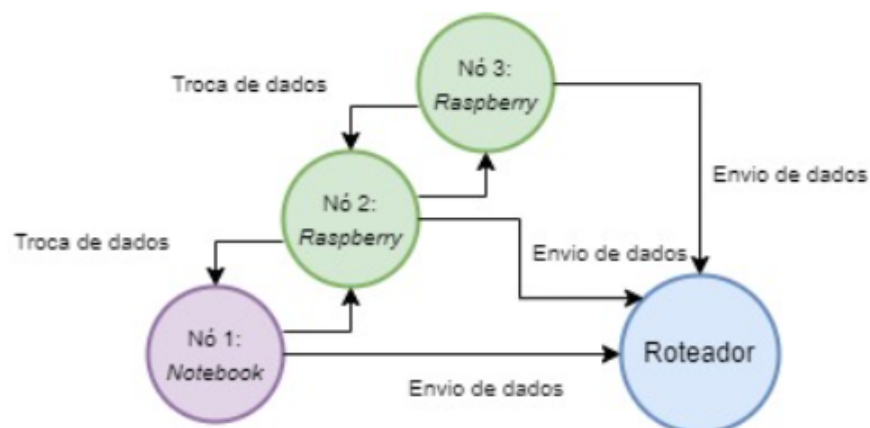 Nó 3:
Raspberry
Troca de dados
Envio de dados
Nó 2:
Raspberry
Troca de dados
Envio de dados
Nó 1:
Notebook
Roteador
Envio de dados